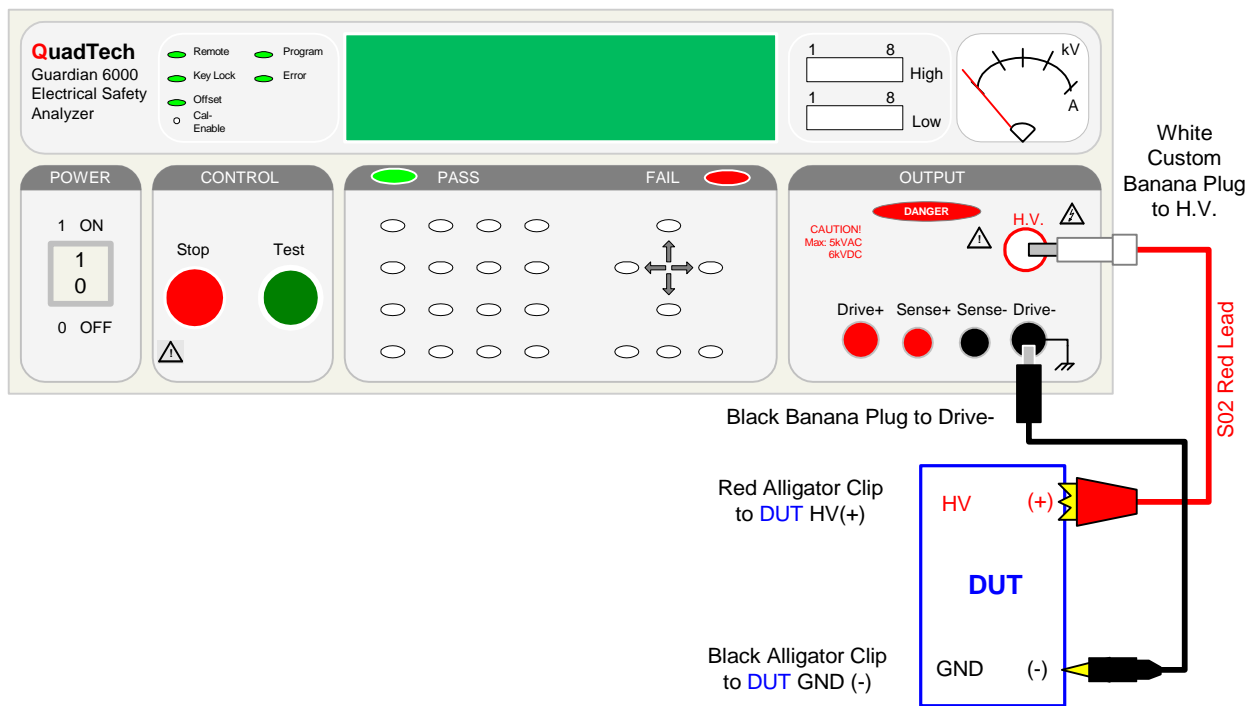 QuadTech
Guardian 6000
Electrical Safety
Analyzer
Remote
Program
Key Lock
Error
Offset
Cal-
Enable
1 8
High
1 8
Low
kV
A
POWER
1 ON
1
0
0 OFF
CONTROL
Stop
Test
PASS
FAIL
OUTPUT
DANGER
CAUTION!
Max: 5kVAC
6kVDC
H.V.
Drive+
Sense+
Sense-
Drive-
White
Custom
Banana Plug
to H.V.
S02 Red Lead
Black Banana Plug to Drive-
Red Alligator Clip
to DUT HV(+)
HV (+)
DUT
Black Alligator Clip
to DUT GND (-)
GND (-)